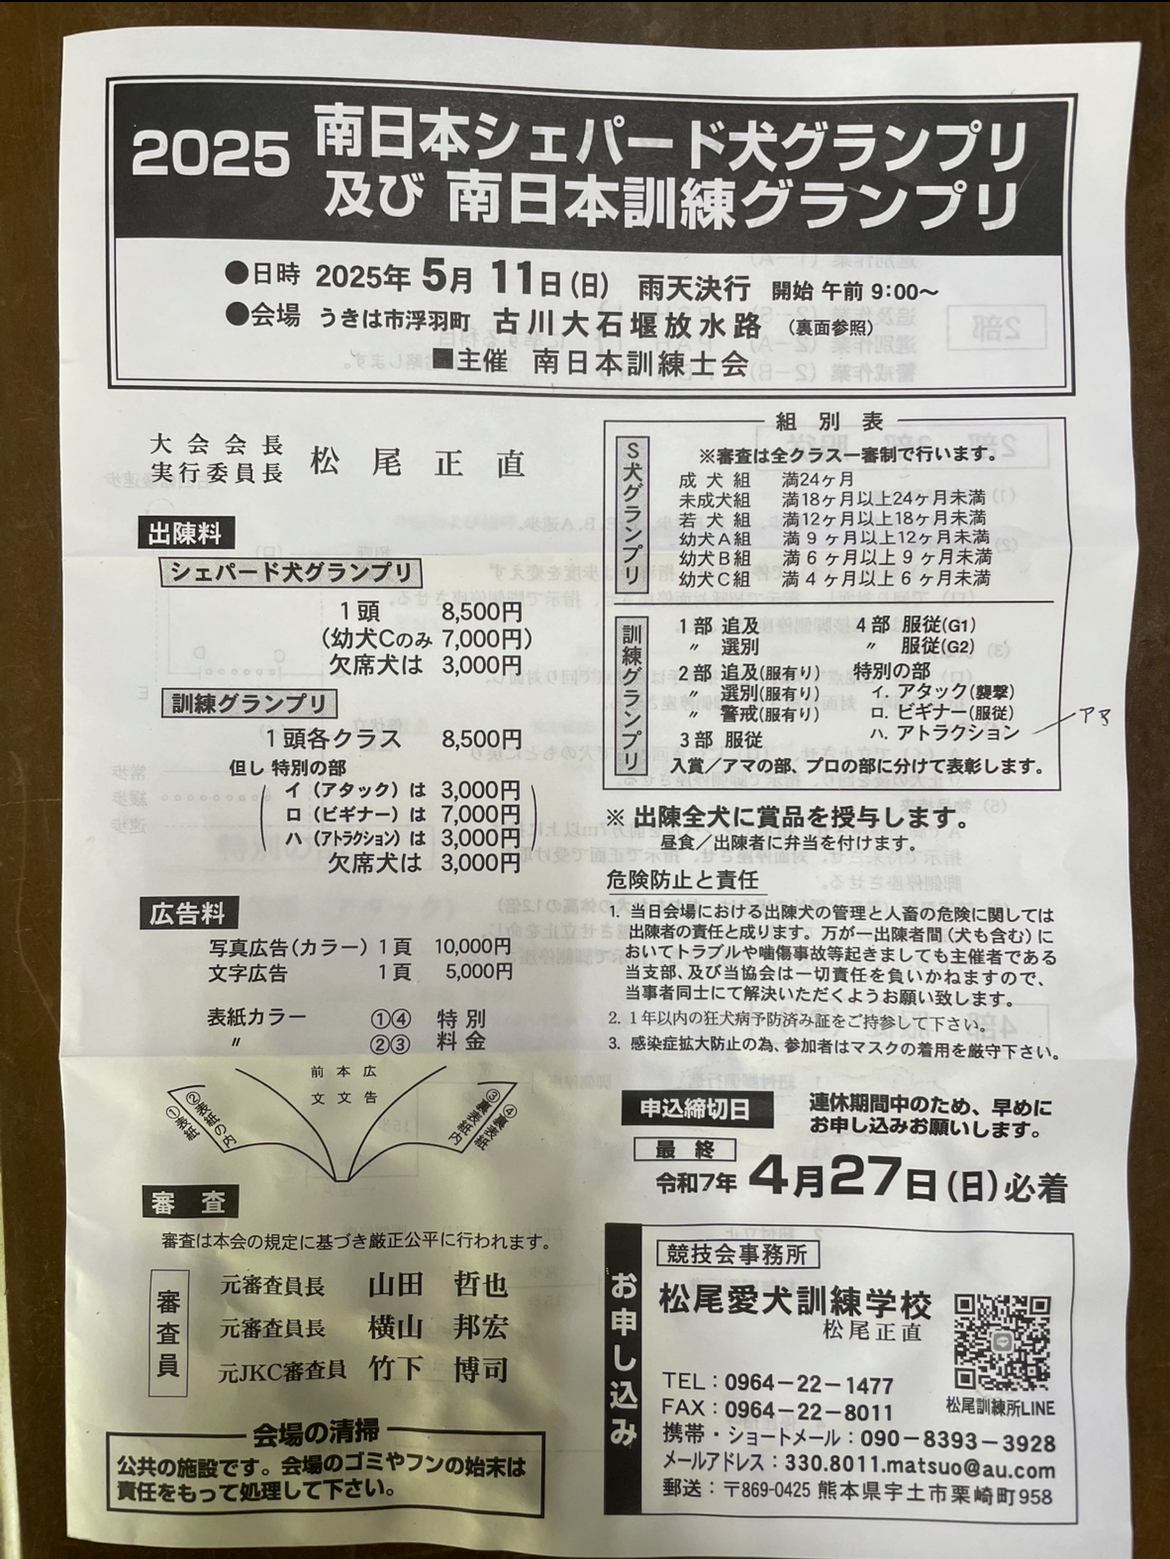 2025 南日本シェパード犬グランプリ
及び 南日本訓練グランプリ
●日時 2025年 5月 11日(日) 雨天決行 開始 午前 9:00～
●会場 うきは市浮羽町 古川大石堰放水路 (裏面参照)
■主催 南日本訓練士会
大会会長
実行委員長 松尾正直
出陳料
シェパード犬グランプリ
1頭 8,500円
(幼犬Cのみ 7,000円)
欠席犬は 3,000円
訓練グランプリ
1頭各クラス 8,500円
但し 特別の部
イ (アタック) は 3,000円
ロ (ビギナー) は 7,000円
ハ (アトラクション) は 3,000円
欠席犬は 3,000円
広告料
写真広告(カラー) 1頁 10,000円
文字広告 1頁 5,000円
表紙カラー ①④ 特別
〃 ②③ 料金
前本広
文文告
①表紙
②表紙の内
③裏表紙内
④裏表紙
審査
審査は本会の規定に基づき厳正公平に行われます。
審査員
元審査員長 山田 哲也
元審査員長 横山 邦宏
元JKC審査員 竹下 博司
会場の清掃
公共の施設です。会場のゴミやフンの始末は
責任をもって処理して下さい。
組別表
S犬グランプリ
※審査は全クラス一審制で行います。
成犬組 満24ヶ月
未成犬組 満18ヶ月以上24ヶ月未満
若犬組 満12ヶ月以上18ヶ月未満
幼犬A組 満9ヶ月以上12ヶ月未満
幼犬B組 満6ヶ月以上9ヶ月未満
幼犬C組 満4ヶ月以上6ヶ月未満
訓練グランプリ
1部 追及 4部 服従(G1)
〃 選別 〃 服従(G2)
2部 追及(服有り) 特別の部
〃 選別(服有り) イ. アタック(襲撃)
〃 警戒(服有り) ロ. ビギナー(服従)
3部 服従 ハ. アトラクション
アマ
入賞/アマの部、プロの部に分けて表彰します。
※ 出陳全犬に賞品を授与します。
昼食/出陳者に弁当を付けます。
危険防止と責任
1. 当日会場における出陳犬の管理と人畜の危険に関しては
出陳者の責任と成ります。万が一出陳者間(犬も含む)に
おいてトラブルや噛傷事故等起きましても主催者である
当支部、及び当協会は一切責任を負いかねますので、
当事者同士にて解決いただくようお願い致します。
2. 1年以内の狂犬病予防済み証をご持参して下さい。
3. 感染症拡大防止の為、参加者はマスクの着用を厳守下さい。
申込締切日 連休期間中のため、早めに
お申し込みお願いします。
最終
令和7年 4月27日(日)必着
お申し込み
競技会事務所
松尾愛犬訓練学校
松尾正直
松尾訓練所LINE
TEL：0964－22－1477
FAX：0964－22－8011
携帯・ショートメール：090－8393－3928
メールアドレス：330.8011.matsuo@au.com
郵送：〒869-0425 熊本県宇土市栗崎町958